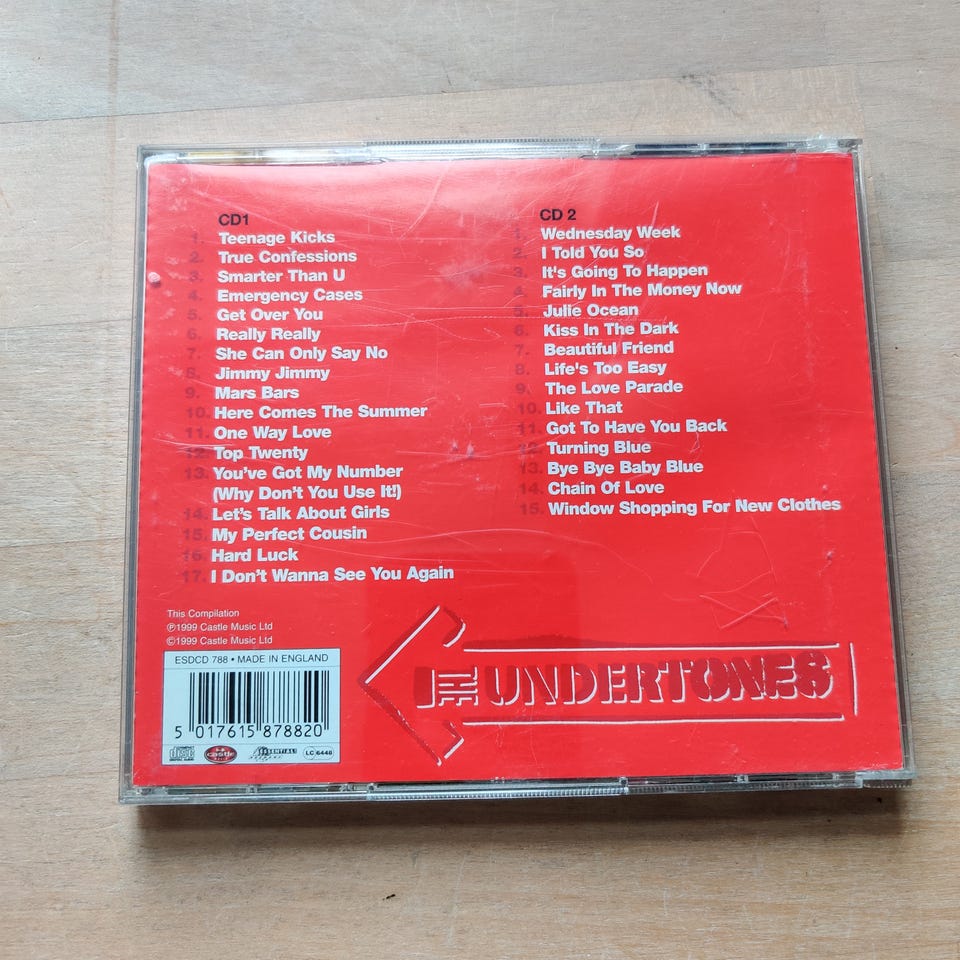 CD1
1. Teenage Kicks
2. True Confessions
3. Smarter Than U
4. Emergency Cases
5. Get Over You
6. Really Really
7. She Can Only Say No
8. Jimmy Jimmy
9. Mars Bars
10. Here Comes The Summer
11. One Way Love
12. Top Twenty
13. You've Got My Number
(Why Don't You Use It!)
14. Let's Talk About Girls
15. My Perfect Cousin
16. Hard Luck
17. I Don't Wanna See You Again
CD 2
1. Wednesday Week
2. I Told You So
3. It's Going To Happen
4. Fairly In The Money Now
5. Julie Ocean
6. Kiss In The Dark
7. Beautiful Friend
8. Life's Too Easy
9. The Love Parade
10. Like That
11. Got To Have You Back
12. Turning Blue
13. Bye Bye Baby Blue
14. Chain Of Love
15. Window Shopping For New Clothes
This Compilation
℗1999 Castle Music Ltd
©1999 Castle Music Ltd
ESDCD 788 • MADE IN ENGLAND
5 017615 878820
castle
LC 6448
THE UNDERTONES